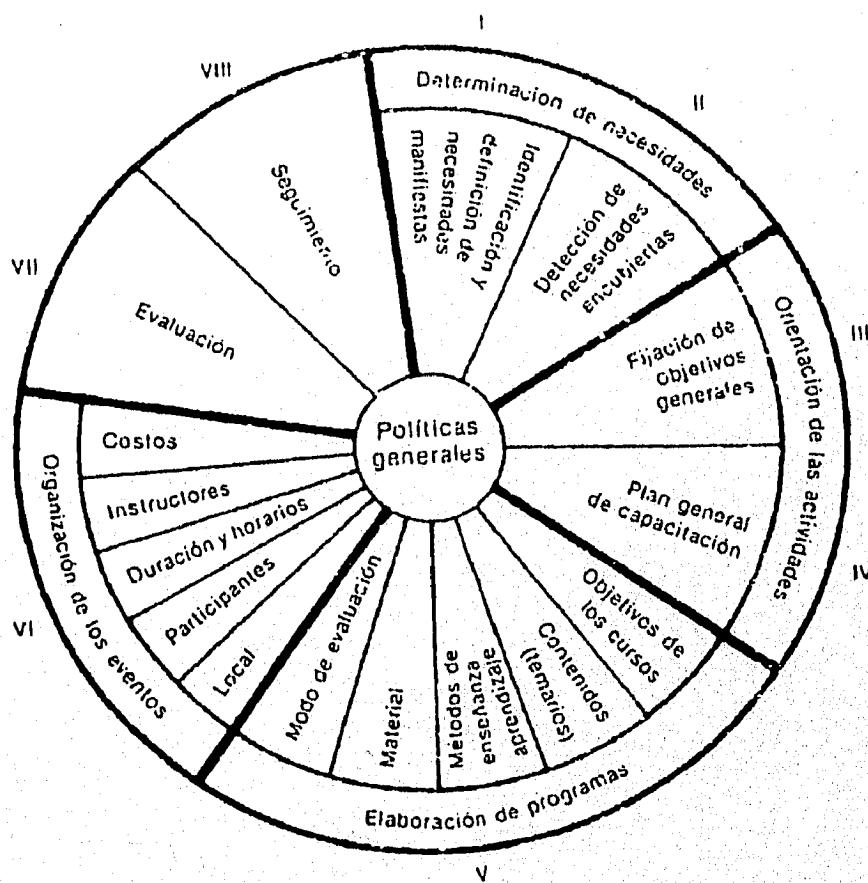 I
II
Determinacion de necesidades
Identificación y
definición de
necesidades
manifiestas
Detección de
necesidades
encubiertas
III
Orientación de las actividades
Fijación de
objetivos
generales
Plan general
de capacitación
IV
Objetivos de
los cursos
Contenidos
(temarios)
Metodos de
ensayanza
aprendizaje
Material
Modo de evaluación
Elaboración de programas
V
Local
Participantes
Duración y horarios
Instructores
Costos
Organización de los eventos
VI
VII
Evaluación
VIII
Seguimiento
Políticas
generales